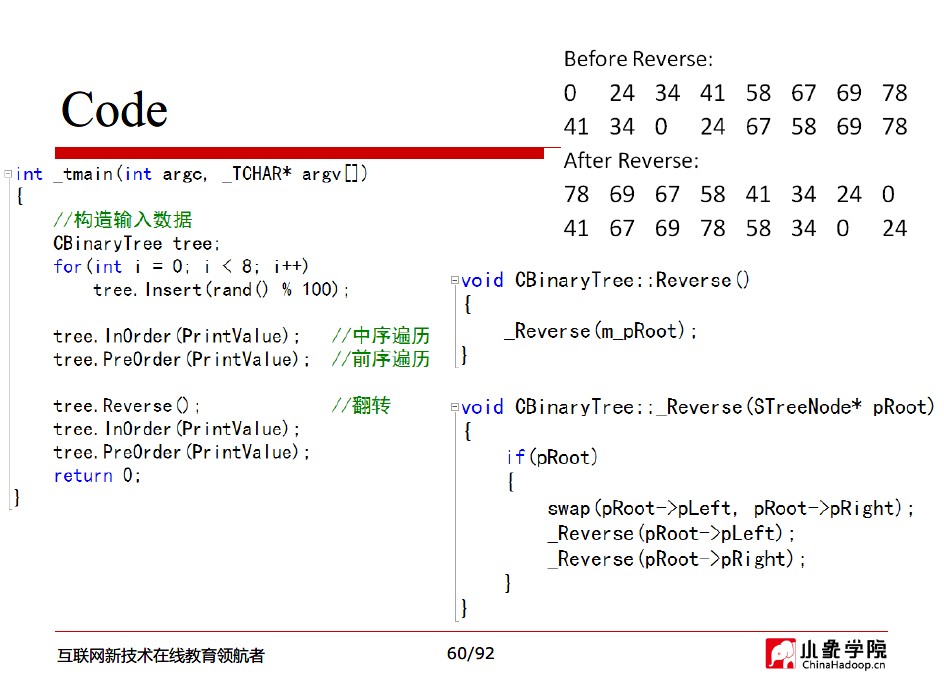 Code
Before Reverse:
0 24 34 41 58 67 69 78
41 34 0 24 67 58 69 78
After Reverse:
78 69 67 58 41 34 24 0
41 67 69 78 58 34 0 24
int _tmain(int argc, _TCHAR* argv[])
{
//构造输入数据
CBinaryTree tree;
for(int i = 0; i < 8; i++)
tree.Insert(rand() % 100);
tree.InOrder(PrintValue); //中序遍历
tree.PreOrder(PrintValue); //前序遍历
tree.Reverse(); //翻转
tree.InOrder(PrintValue);
tree.PreOrder(PrintValue);
return 0;
}
void CBinaryTree::Reverse()
{
_Reverse(m_pRoot);
}
void CBinaryTree::_Reverse(STreeNode* pRoot)
{
if(pRoot)
{
swap(pRoot->pLeft, pRoot->pRight);
_Reverse(pRoot->pLeft);
_Reverse(pRoot->pRight);
}
}
互联网新技术在线教育领航者
60/92
小象学院
ChinaHadoop.cn